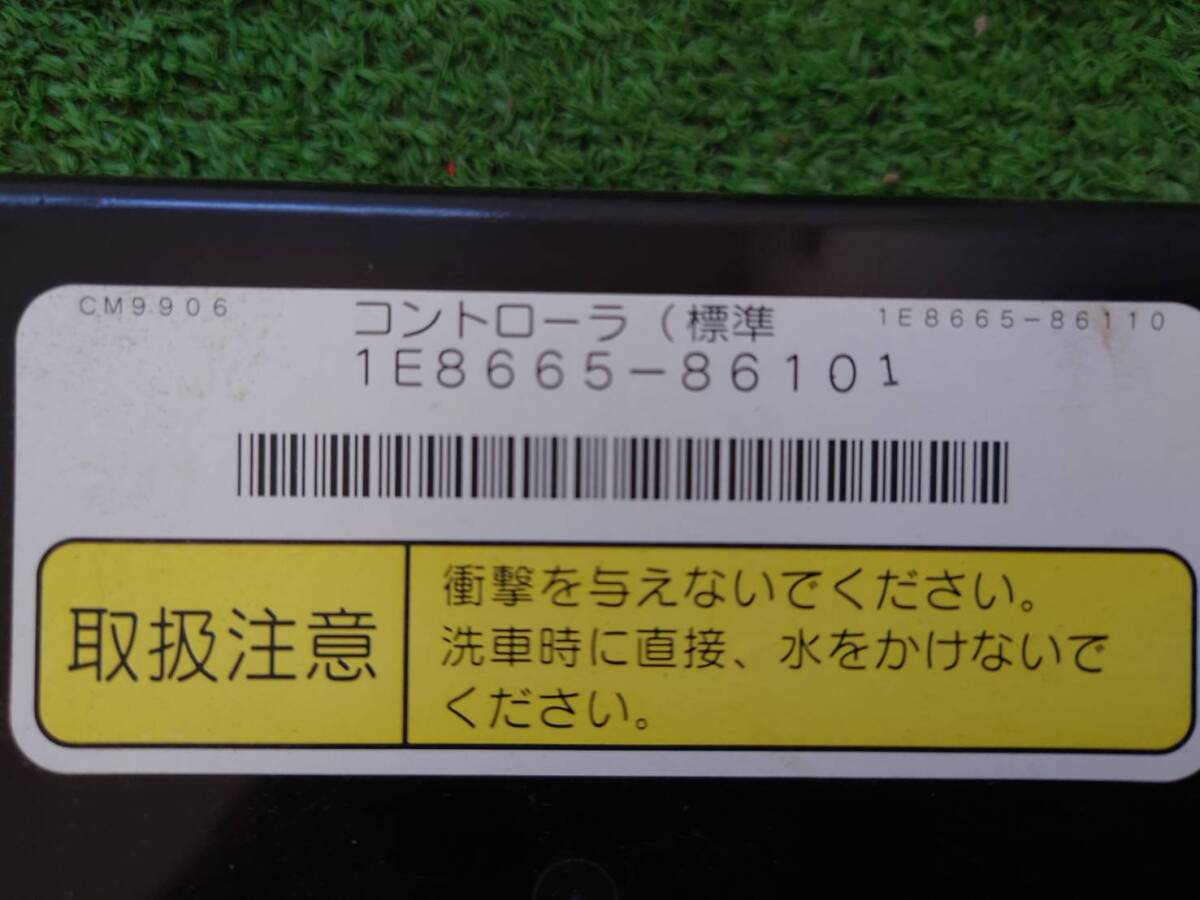 CM9906
コントローラ（標準
1E8665-86110
1E8665-86101
取扱注意
衝撃を与えないでください。
洗車時に直接、水をかけないで
ください。